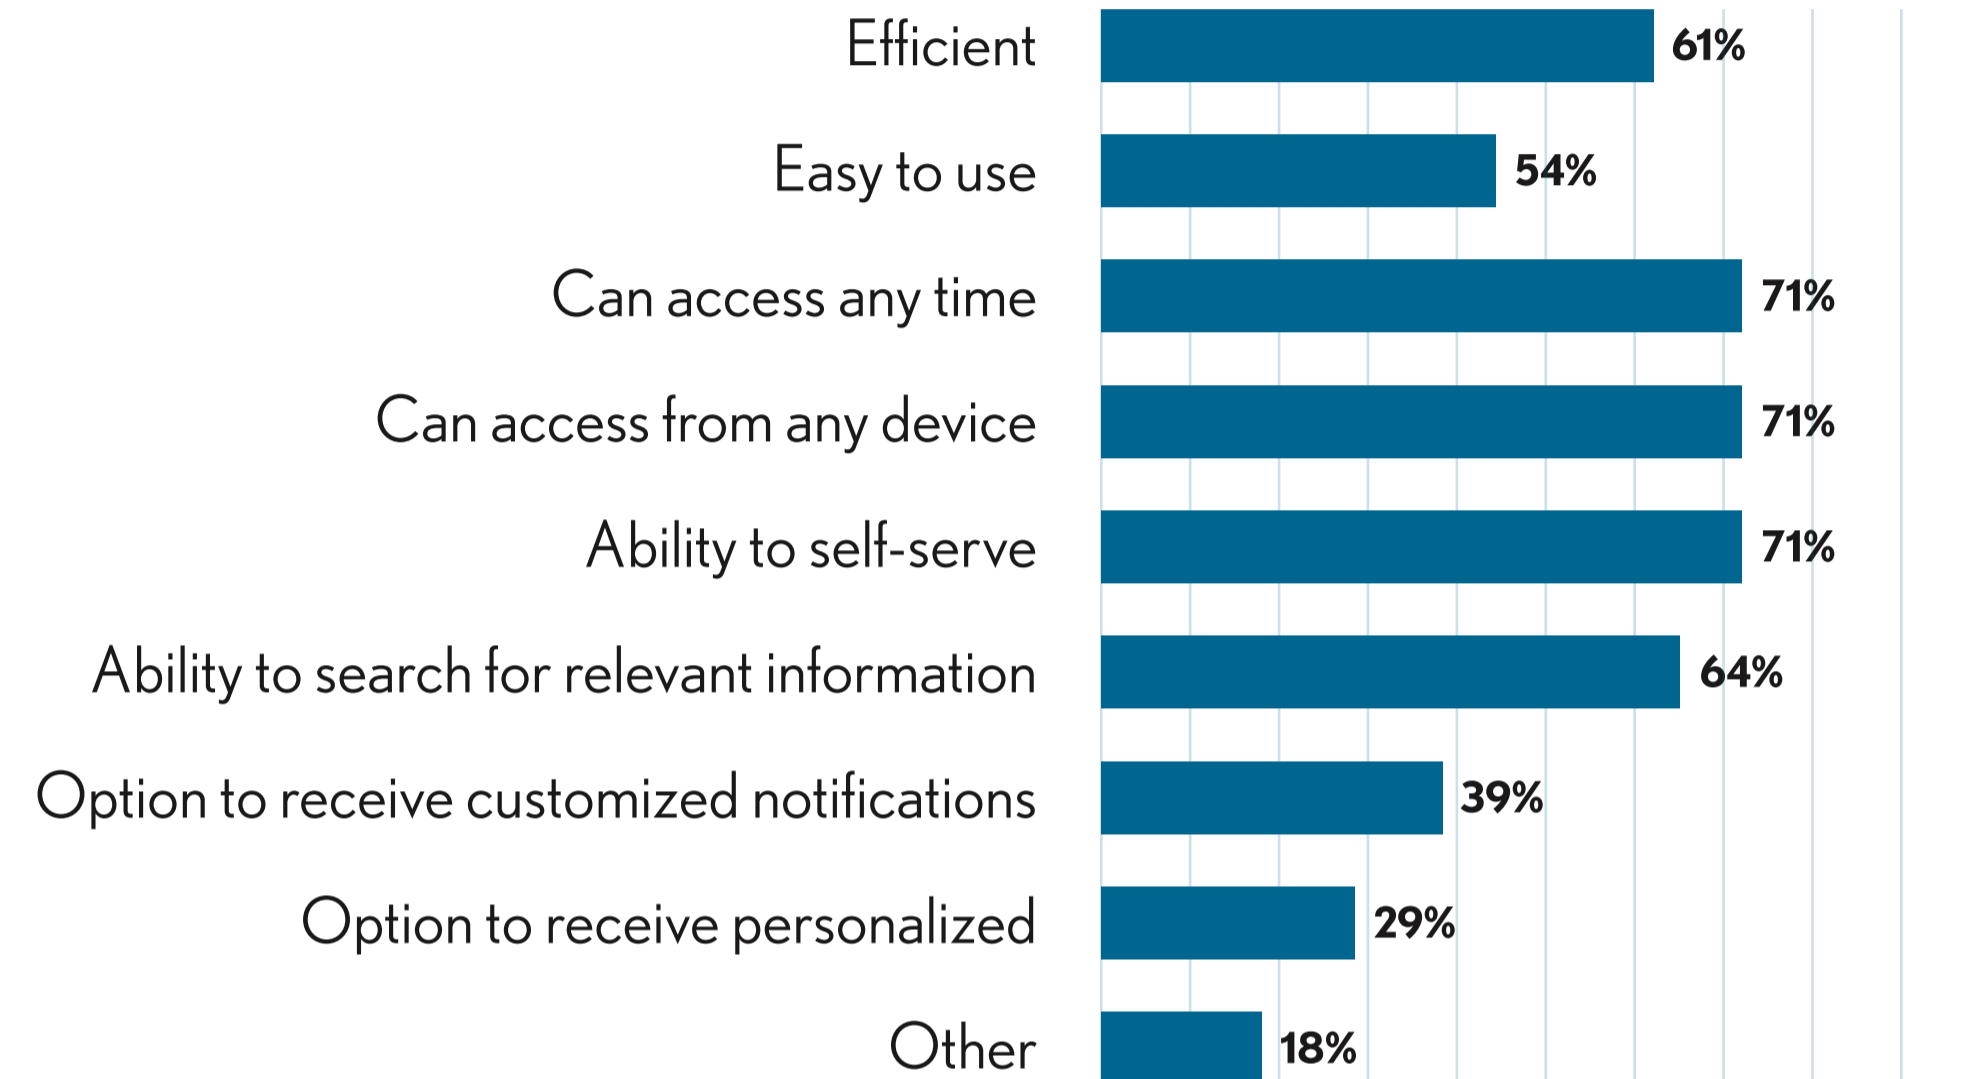 Efficient 61%
Easy to use 54%
Can access any time 71%
Can access from any device 71%
Ability to self-serve 71%
Ability to search for relevant information 64%
Option to receive customized notifications 39%
Option to receive personalized 29%
Other 18%